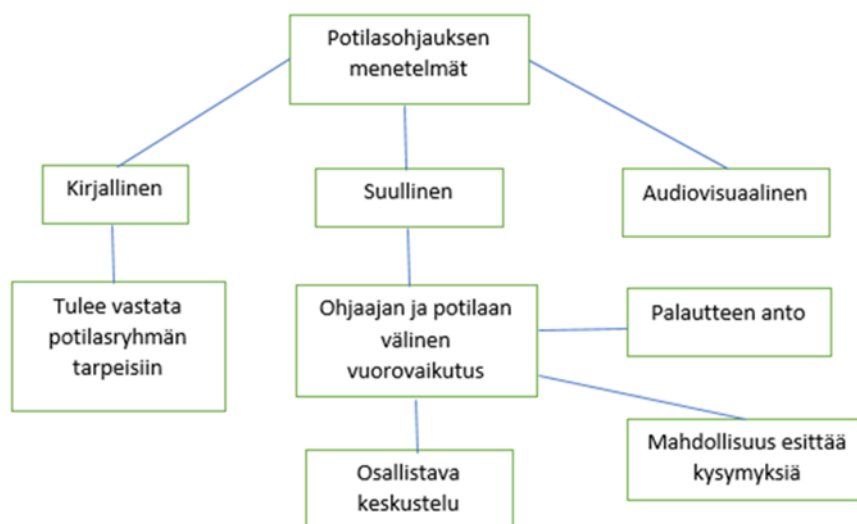 Potilasohjauksen
menetelmät
Kirjallinen
Suullinen
Audiovisuaalinen
Tulee vastata
potilasryhmän
tarpeisiin
Ohjaajan ja potilaan
välinen
vuorovaikutus
Palautteen anto
Mahdollisuus esittää
kysymyksiä
Osallistava
keskustelu